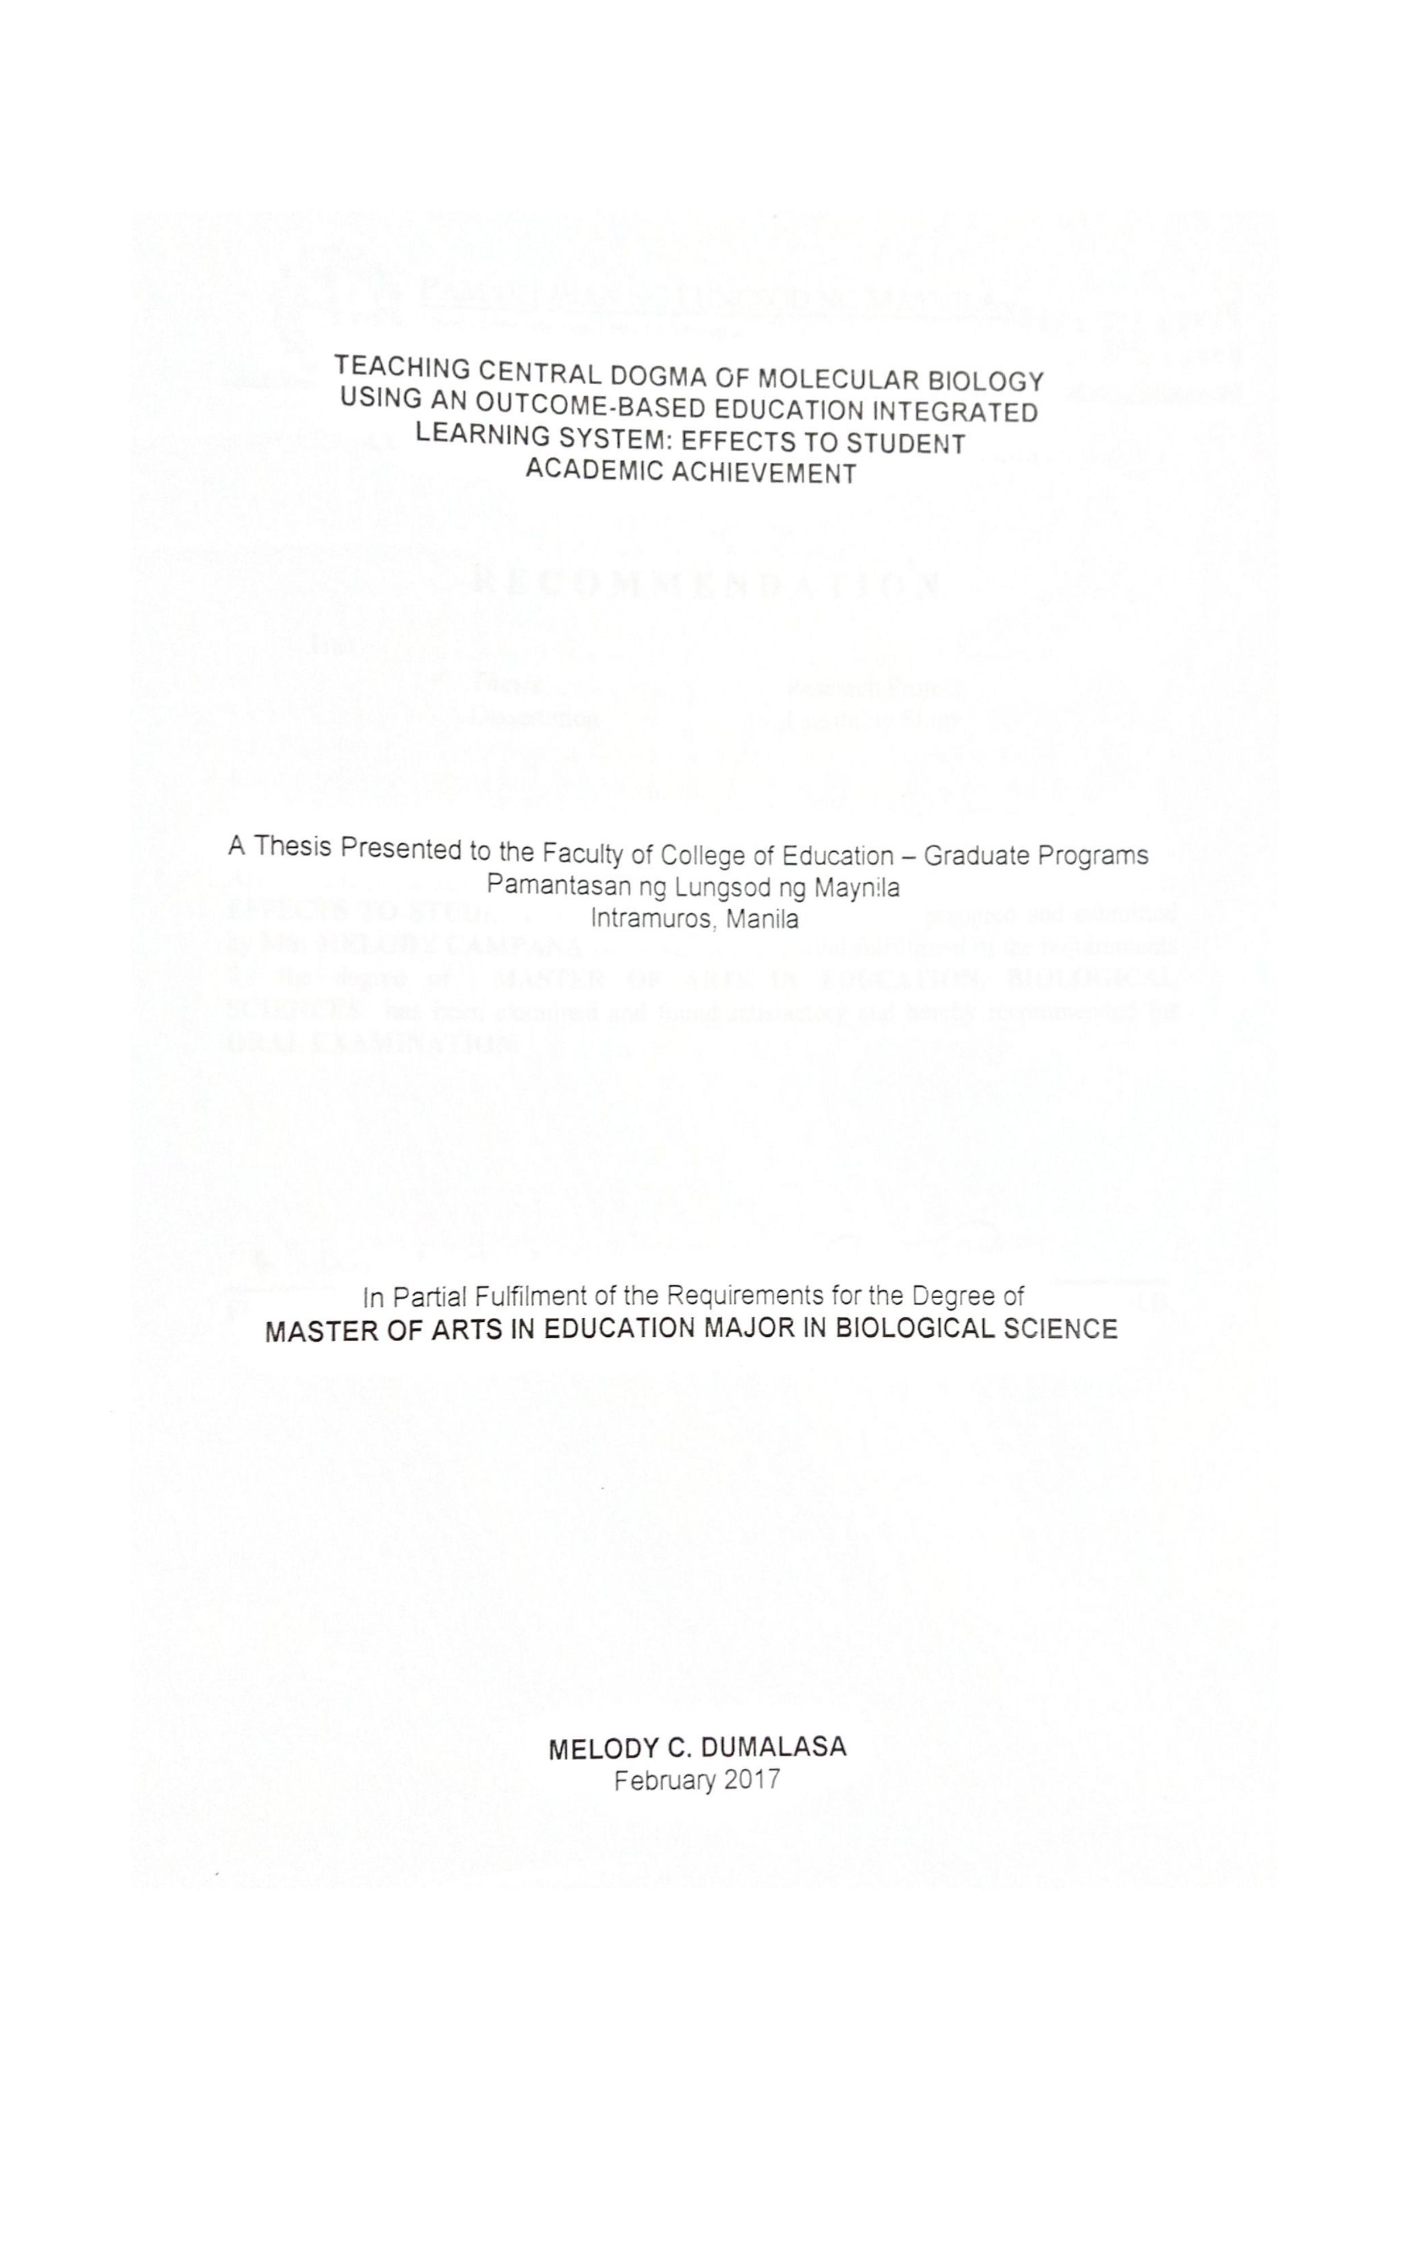 TEACHING CENTRAL DOGMA OF MOLECULAR BIOLOGY
USING AN OUTCOME-BASED EDUCATION INTEGRATED
LEARNING SYSTEM: EFFECTS TO STUDENT
ACADEMIC ACHIEVEMENT
RECOMMENDATION
A Thesis Presented to the Faculty of College of Education – Graduate Programs
Pamantasan ng Lungsod ng Maynila
Intramuros, Manila
In Partial Fulfilment of the Requirements for the Degree of
MASTER OF ARTS IN EDUCATION MAJOR IN BIOLOGICAL SCIENCE
MELODY C. DUMALASA
February 2017